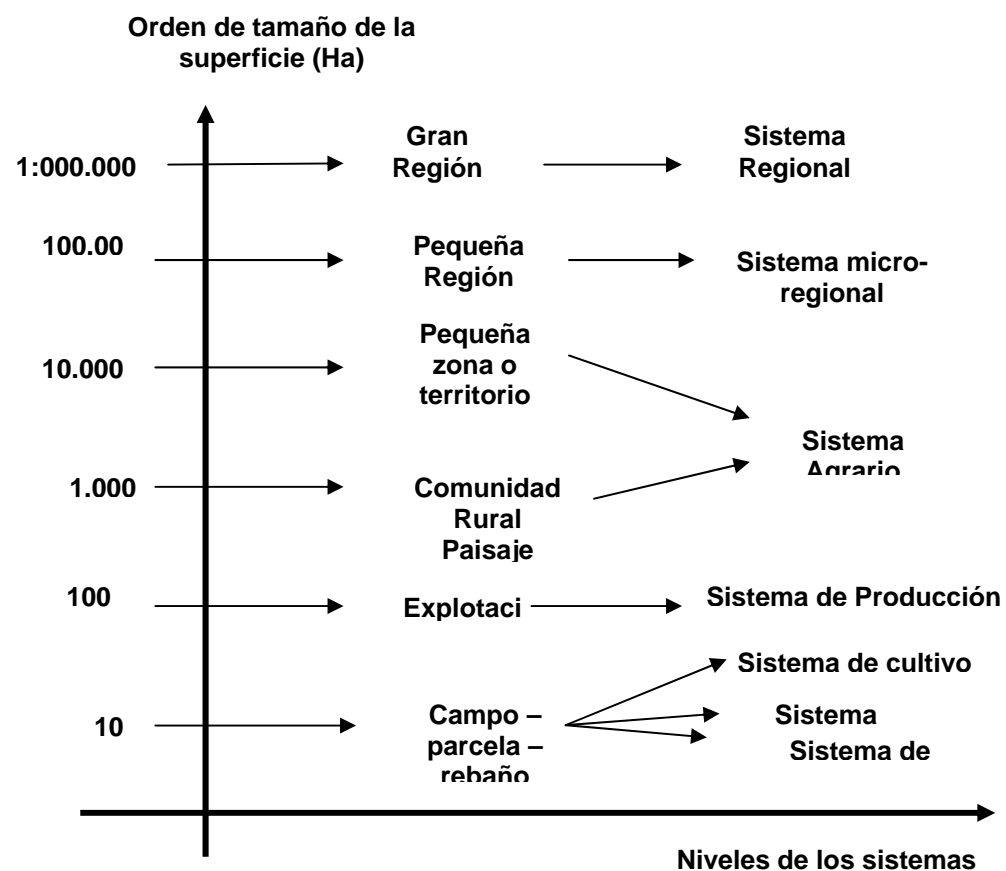 Orden de tamaño de la
superficie (Ha)
1:000.000
Gran
Región
Sistema
Regional
100.00
Pequeña
Región
Sistema micro-
regional
10.000
Pequeña
zona o
territorio
Sistema
Agrario
1.000
Comunidad
Rural
Paisaje
100
Explotaci
Sistema de Producción
10
Campo –
parcela –
rebaño
Sistema de cultivo
Sistema
Sistema de
Niveles de los sistemas